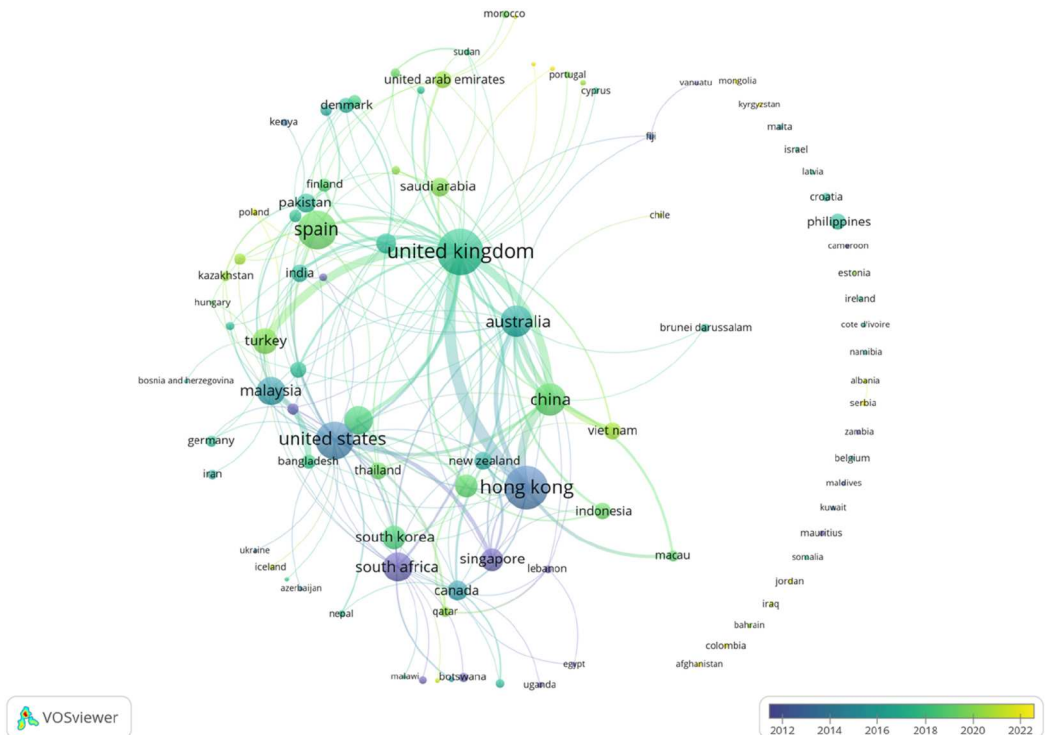 morocco
sudan
united arab emirates
portugal
vanuatu
mongolia
cyprus
denmark
kyrgyzstan
kenya
malta
fiji
israel
latvia
finland
saudi arabia
croatia
pakistan
poland
chile
philippines
spain
united kingdom
cameroon
india
kazakhstan
estonia
hungary
ireland
australia
brunei darussalam
cote d'ivoire
turkey
namibia
bosnia and herzegovina
malaysia
albania
china
serbia
viet nam
zambia
germany
united states
bangladesh
new zealand
belgium
thailand
iran
maldives
hong kong
indonesia
kuwait
south korea
mauritius
ukraine
macau
singapore
somalia
iceland
south africa
lebanon
azerbaijan
canada
jordan
nepal
qatar
iraq
bahrain
colombia
egypt
afghanistan
malawi
botswana
uganda
VOSviewer
2012 2014 2016 2018 2020 2022